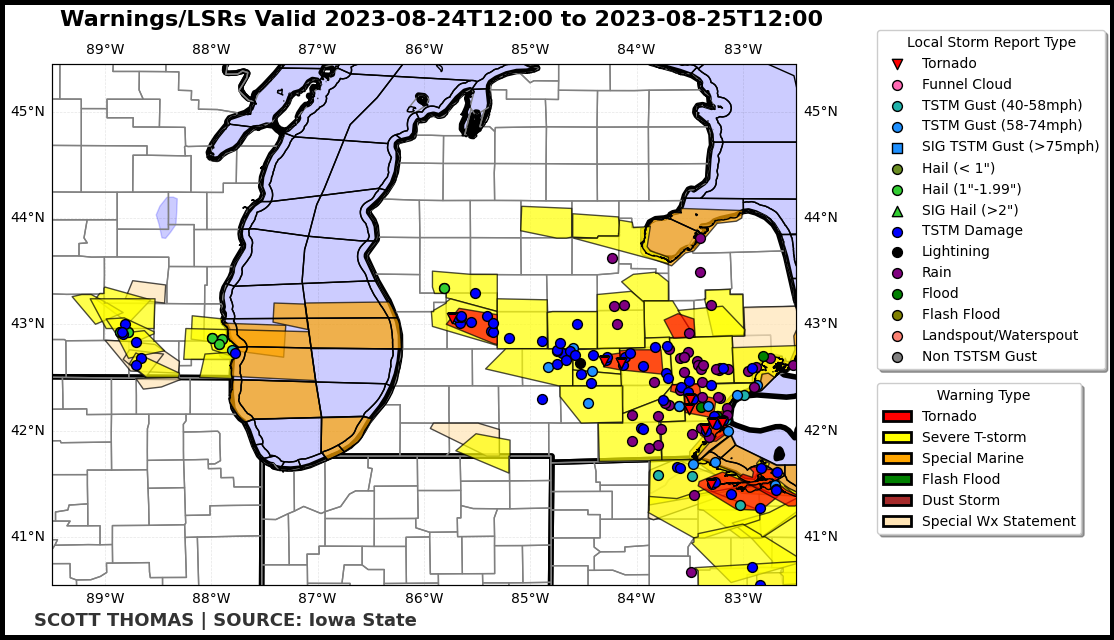 Warnings/LSRs Valid 2023-08-24T12:00 to 2023-08-25T12:00
89°W 88°W 87°W 86°W 85°W 84°W 83°W
45°N 45°N
44°N 44°N
43°N 43°N
42°N 42°N
41°N 41°N
89°W 88°W 87°W 86°W 85°W 84°W 83°W
SCOTT THOMAS | SOURCE: Iowa State
Local Storm Report Type
Tornado
Funnel Cloud
TSTM Gust (40-58mph)
TSTM Gust (58-74mph)
SIG TSTM Gust (>75mph)
Hail (< 1")
Hail (1"-1.99")
SIG Hail (>2")
TSTM Damage
Lightining
Rain
Flood
Flash Flood
Landspout/Waterspout
Non TSTSM Gust
Warning Type
Tornado
Severe T-storm
Special Marine
Flash Flood
Dust Storm
Special Wx Statement